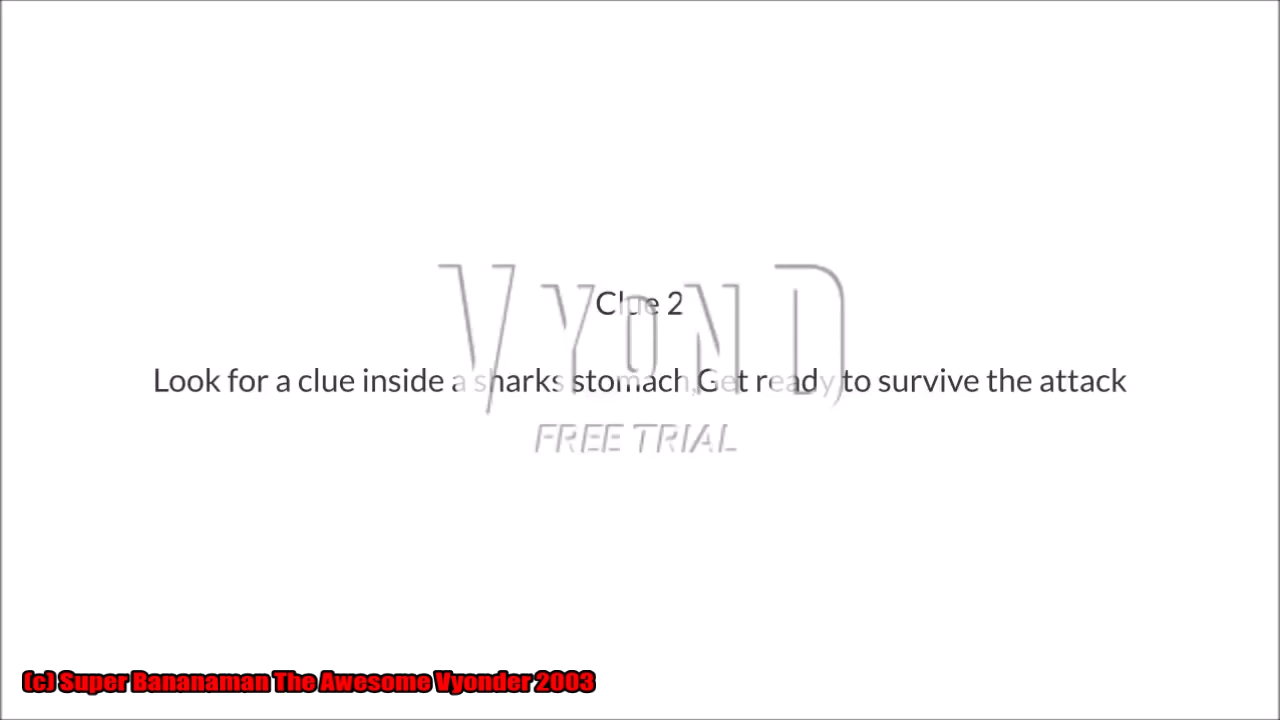 Clue 2
Look for a clue inside a sharks stomach,Get ready to survive the attack
VYOND
FREE TRIAL
(c) Super Bananaman The Awesome Vyonder 2003